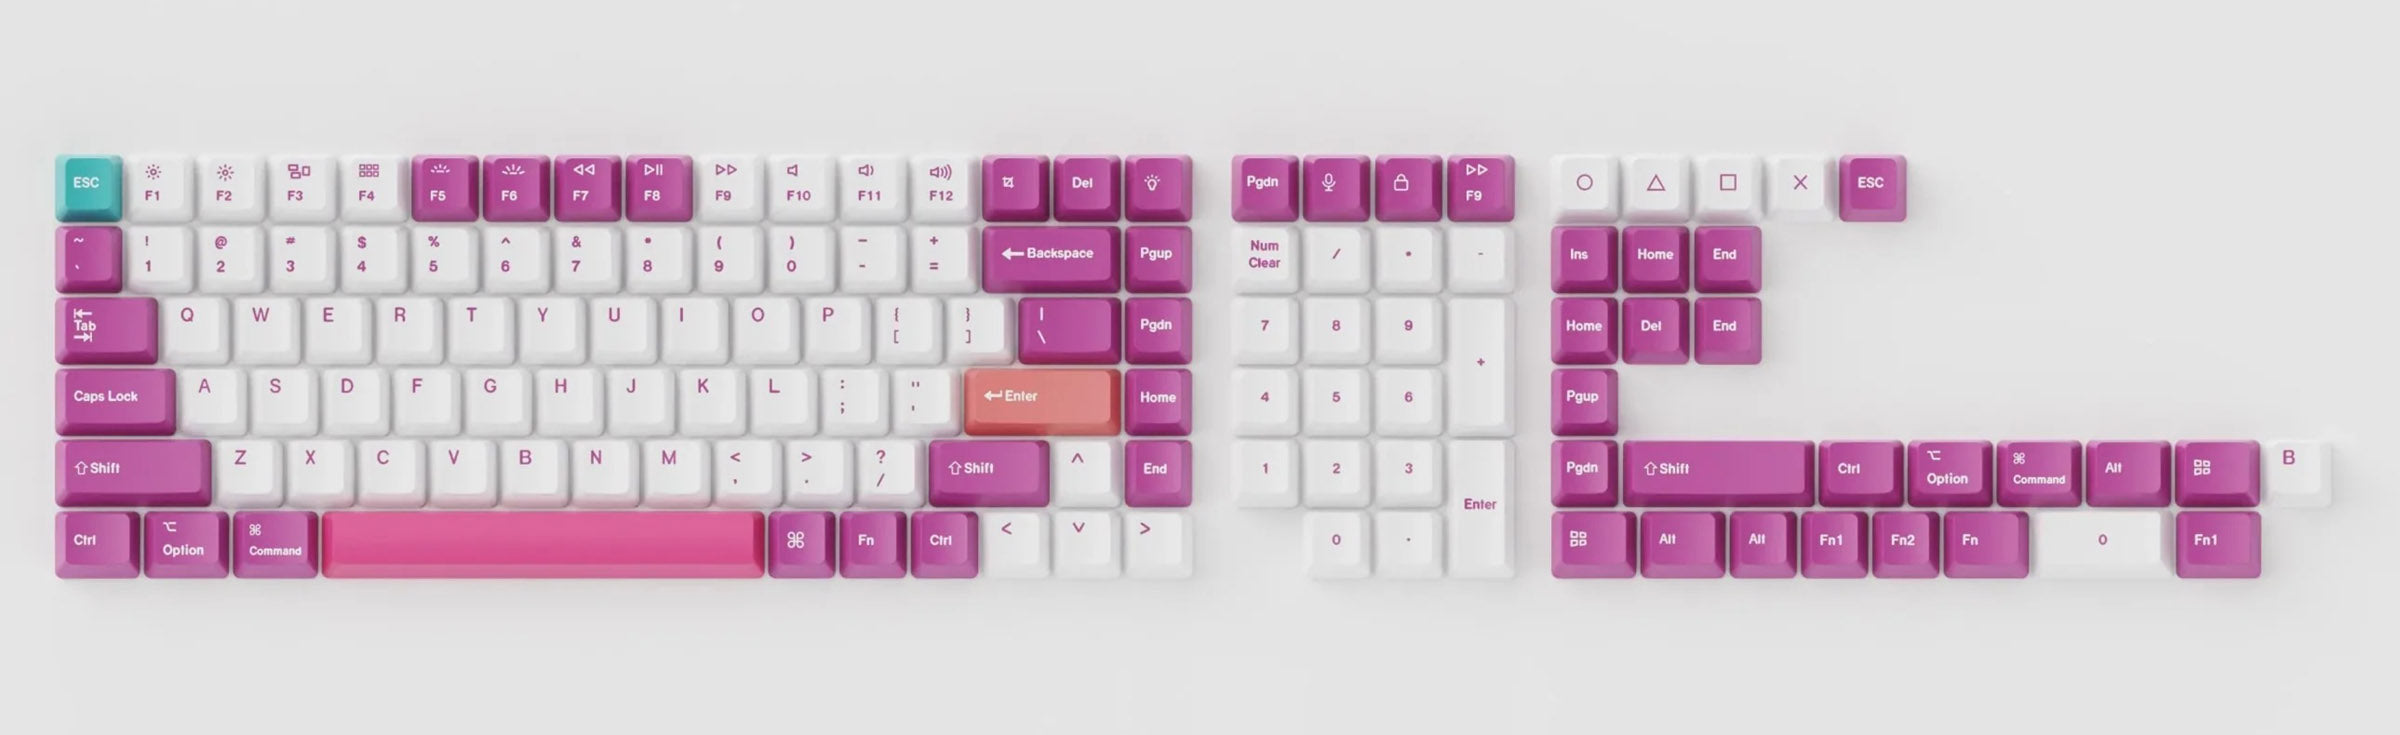 ESC F1 F2 F3 F4 F5 F6 F7 F8 F9 F10 F11 F12 Del
~ ! @ # $ % ^ & • ( ) − +
` 1 2 3 4 5 6 7 8 9 0 - = ←Backspace Pgup
Tab Q W E R T Y U I O P { } | Pgdn
[ ] \
Caps Lock A S D F G H J K L : " ←Enter Home
; '
⇧Shift Z X C V B N M < > ? ⇧Shift ^ End
, . /
Ctrl ⌥ Option ⌘ Command ⌘ Fn Ctrl < v >
Pgdn F9
Num
Clear / • -
7 8 9
+
4 5 6
1 2 3
Enter
0 .
○ △ □ × ESC
Ins Home End
Home Del End
Pgup
Pgdn ⇧Shift Ctrl ⌥ Option ⌘ Command Alt B
Alt Alt Fn1 Fn2 Fn 0 Fn1